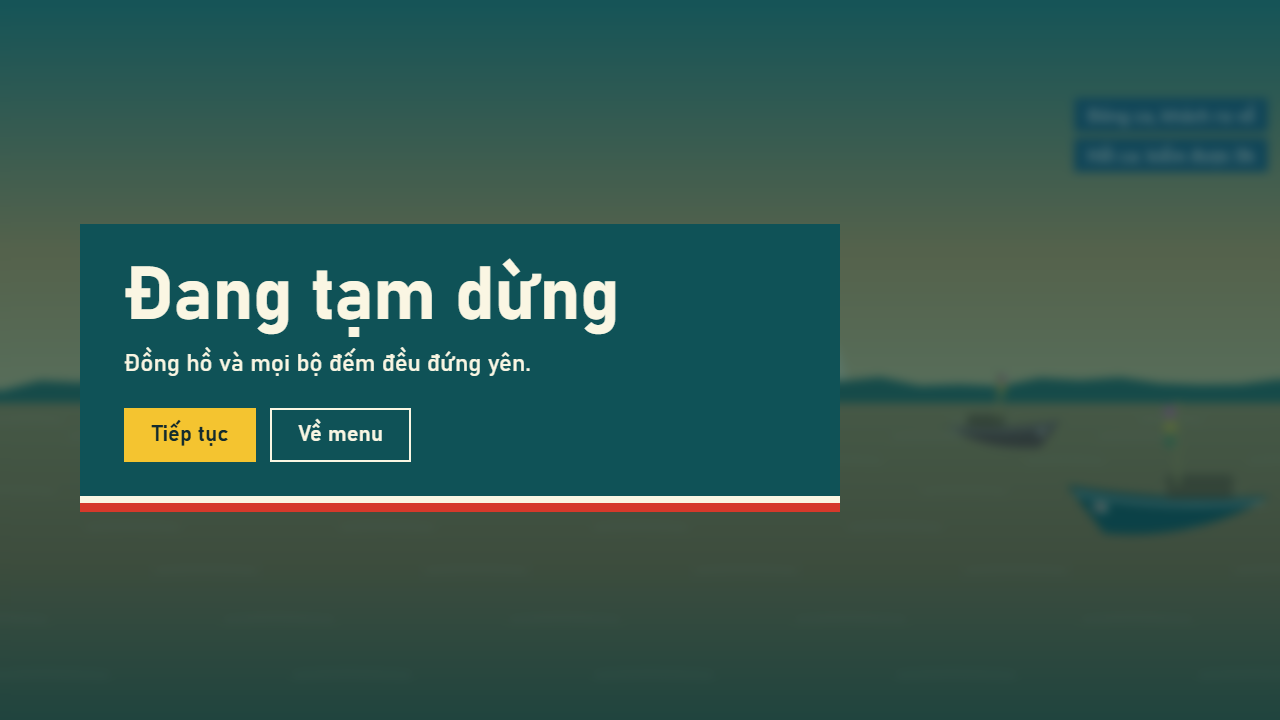 Đang tạm dừng
Đồng hồ và mọi bộ đếm đều đứng yên.
Tiếp tục
Về menu